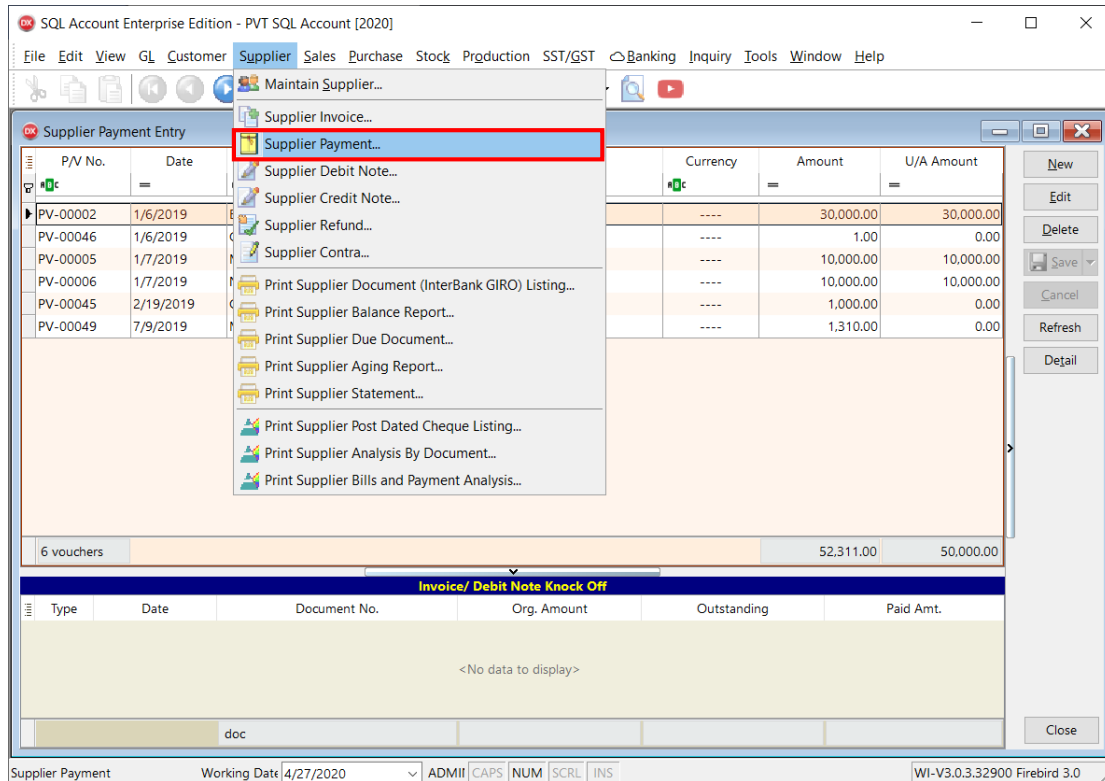 SQL Account Enterprise Edition - PVT SQL Account [2020]
File Edit View GL Customer Supplier Sales Purchase Stock Production SST/GST Banking Inquiry Tools Window Help
Maintain Supplier...
Supplier Invoice...
Supplier Payment...
Supplier Debit Note...
Supplier Credit Note...
Supplier Refund...
Supplier Contra...
Print Supplier Document (InterBank GIRO) Listing...
Print Supplier Balance Report...
Print Supplier Due Document...
Print Supplier Aging Report...
Print Supplier Statement...
Print Supplier Post Dated Cheque Listing...
Print Supplier Analysis By Document...
Print Supplier Bills and Payment Analysis...
Supplier Payment Entry
P/V No. Date Currency Amount U/A Amount
PV-00002 1/6/2019 ---- 30,000.00 30,000.00
PV-00046 1/6/2019 ---- 1.00 0.00
PV-00005 1/7/2019 ---- 10,000.00 10,000.00
PV-00006 1/7/2019 ---- 10,000.00 10,000.00
PV-00045 2/19/2019 ---- 1,000.00 0.00
PV-00049 7/9/2019 ---- 1,310.00 0.00
6 vouchers 52,311.00 50,000.00
New
Edit
Delete
Save
Cancel
Refresh
Detail
Invoice/ Debit Note Knock Off
Type Date Document No. Org. Amount Outstanding Paid Amt.
<No data to display>
doc
Close
Supplier Payment Working Date 4/27/2020 CAPS NUM SCRL INS WI-V3.0.3.32900 Firebird 3.0